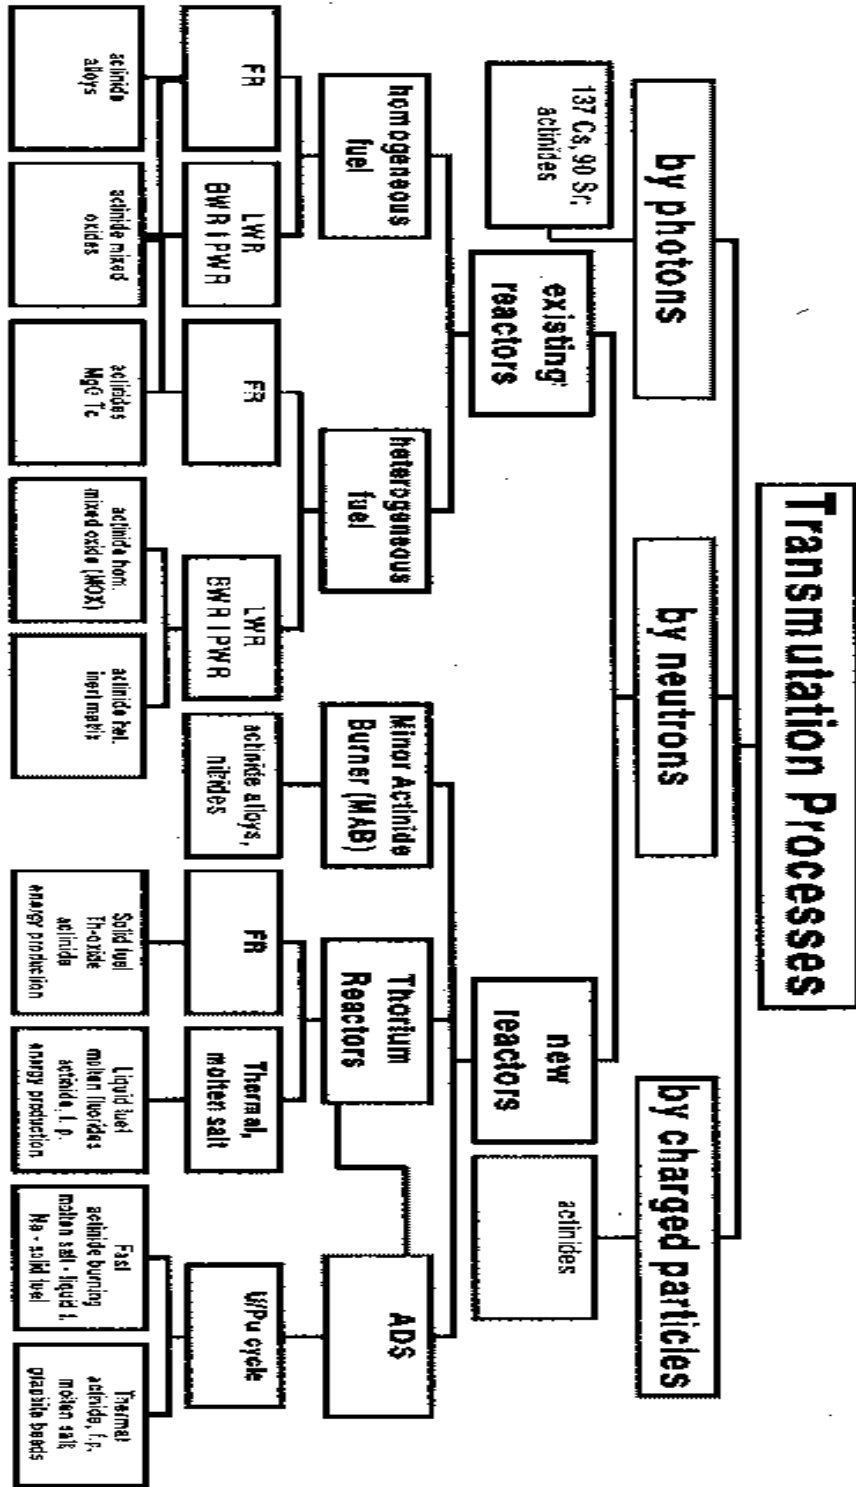 Transmutation Processes
by photons
by neutrons
by charged particles
137 Cs, 90 Sr,
actinides
existing
reactors
new
reactors
actinides
homogeneous
fuel
heterogeneous
fuel
Minor Actinide
Burner (MAB)
Thorium
Reactors
ADS
FR
LWR
BWR / PWR
FR
LWR
BWR / PWR
actinide alloys,
nitrides
FR
Thermal,
molten salt
U/Pu cycle
actinide
alloys
actinide mixed
oxides
actinides
MgO Tc
actinide hom.
mixed oxide (MOX)
actinide het.
inert matrix
Solid fuel
Th-oxide
actinide
energy production
Liquid fuel
molten fluorides
actinide, f. p.
energy production
Fast
actinide burning
molten salt - liquid f.
Na - solid fuel
Thermal
actinide, f.p.
molten salt
graphite beads